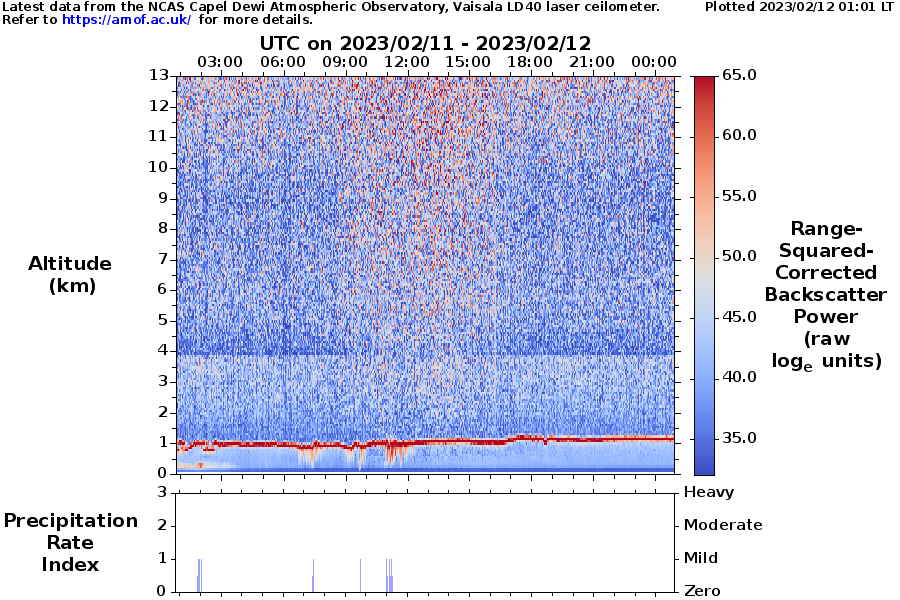 Latest data from the NCAS Capel Dewi Atmospheric Observatory, Vaisala LD40 laser ceilometer. Plotted 2023/02/12 01:01 LT
Refer to https://amof.ac.uk/ for more details.
UTC on 2023/02/11 - 2023/02/12
03:00 06:00 09:00 12:00 15:00 18:00 21:00 00:00
13
12
11
10
9
8
7
6
5
4
3
2
1
0
Altitude
(km)
65.0
60.0
55.0
50.0
45.0
40.0
35.0
Range-
Squared-
Corrected
Backscatter
Power
(raw
logₑ units)
3
2
1
0
Precipitation
Rate
Index
Heavy
Moderate
Mild
Zero